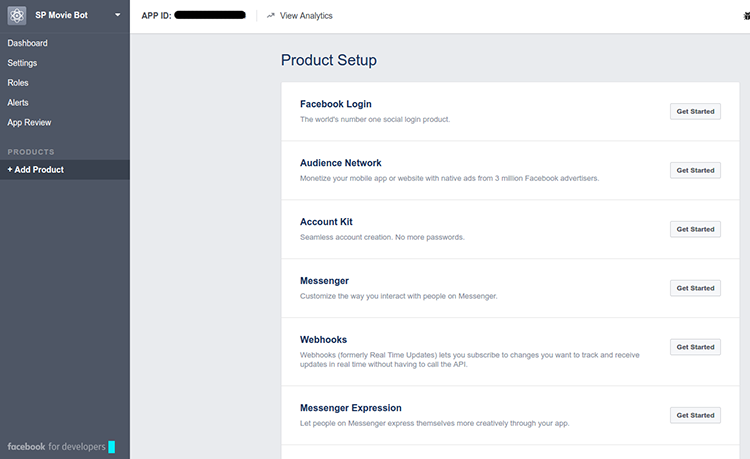 SP Movie Bot
APP ID:
View Analytics
Dashboard
Settings
Roles
Alerts
App Review
PRODUCTS
+ Add Product
facebook for developers
Product Setup
Facebook Login
The world's number one social login product.
Get Started
Audience Network
Monetize your mobile app or website with native ads from 3 million Facebook advertisers.
Get Started
Account Kit
Seamless account creation. No more passwords.
Get Started
Messenger
Customize the way you interact with people on Messenger.
Get Started
Webhooks
Webhooks (formerly Real Time Updates) lets you subscribe to changes you want to track and receive
updates in real time without having to call the API.
Get Started
Messenger Expression
Let people on Messenger express themselves more creatively through your app.
Get Started